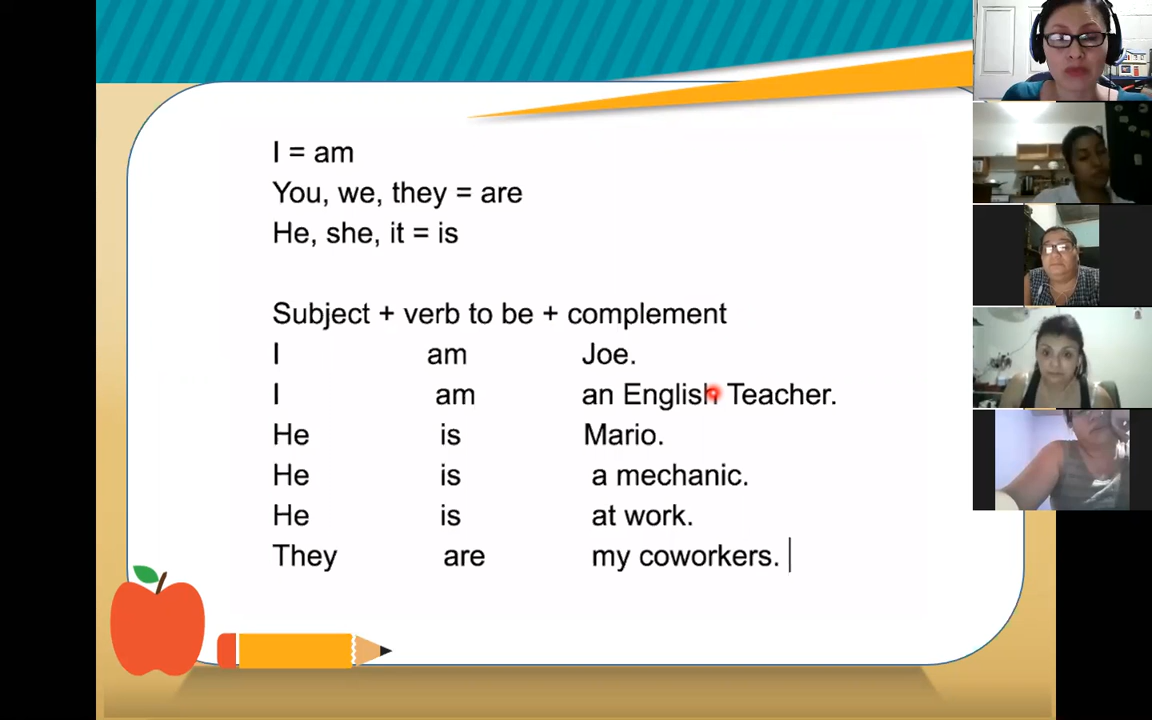 I = am
You, we, they = are
He, she, it = is
Subject + verb to be + complement
I am Joe.
I am an English Teacher.
He is Mario.
He is a mechanic.
He is at work.
They are my coworkers.